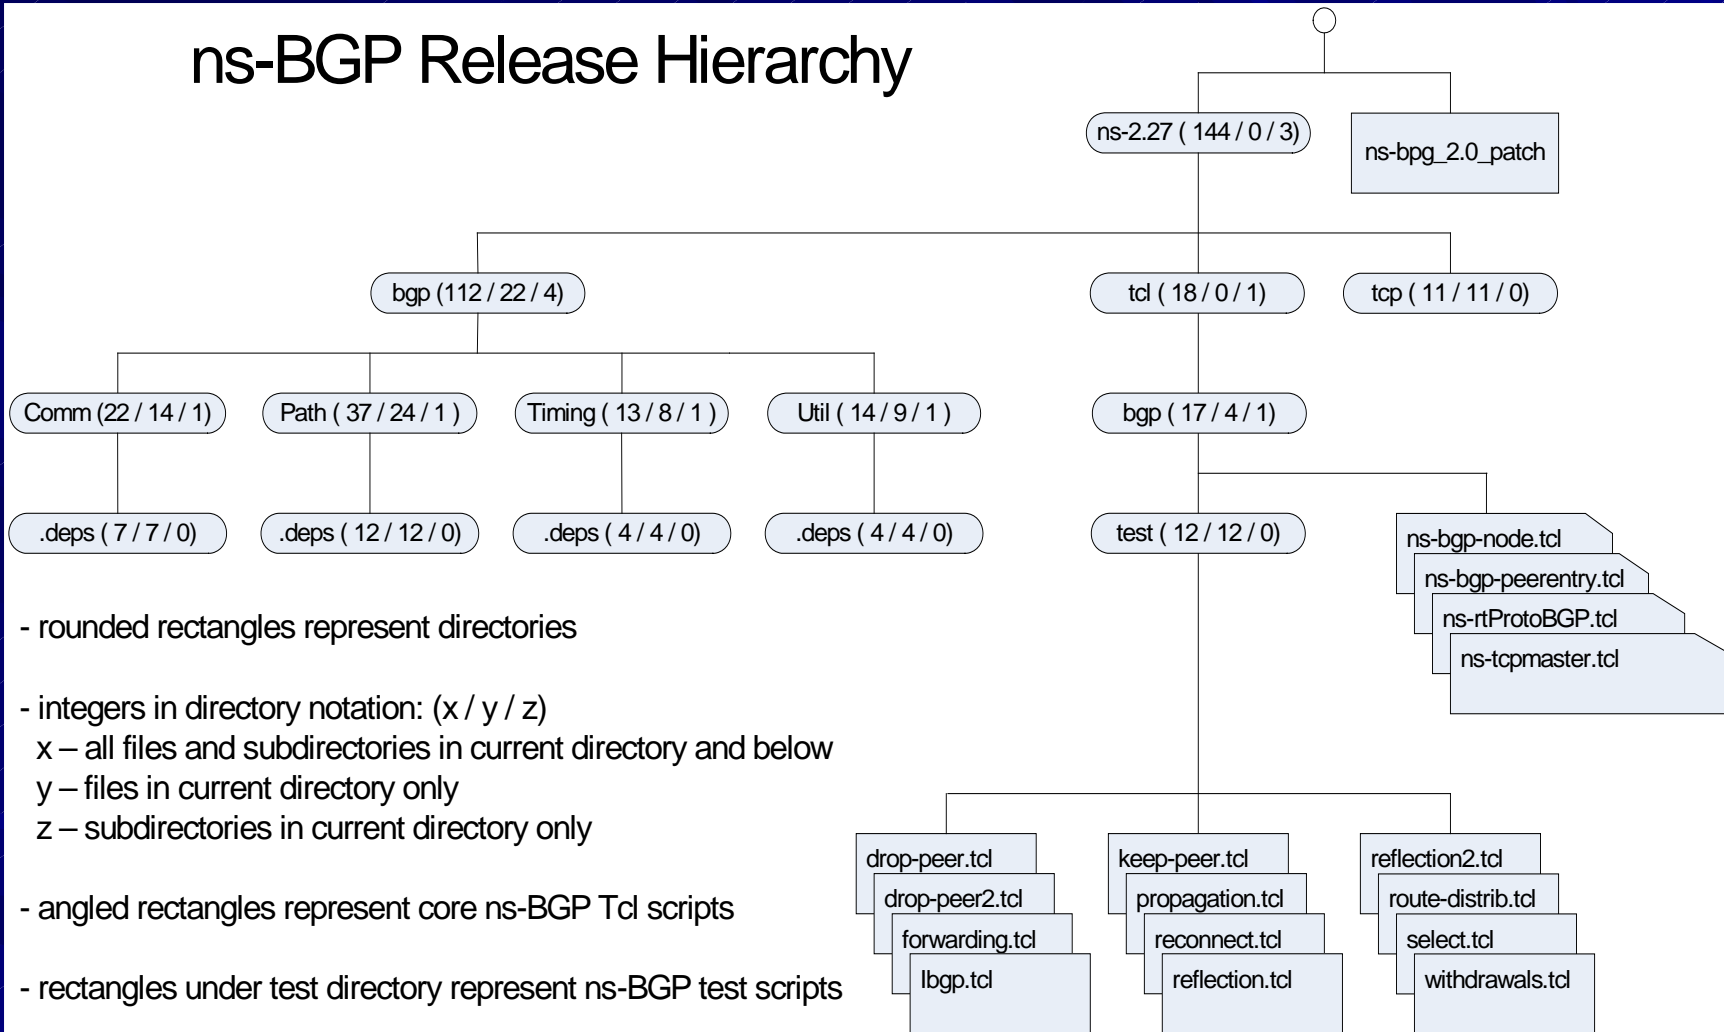 ns-BGP Release Hierarchy
ns-2.27 ( 144 / 0 / 3)
ns-bpg_2.0_patch
bgp (112 / 22 / 4)
tcl ( 18 / 0 / 1)
tcp ( 11 / 11 / 0)
Comm (22 / 14 / 1)
Path ( 37 / 24 / 1 )
Timing ( 13 / 8 / 1 )
Util ( 14 / 9 / 1 )
bgp ( 17 / 4 / 1)
.deps ( 7 / 7 / 0)
.deps ( 12 / 12 / 0)
.deps ( 4 / 4 / 0)
.deps ( 4 / 4 / 0)
test ( 12 / 12 / 0)
ns-bgp-node.tcl
ns-bgp-peerentry.tcl
ns-rtProtoBGP.tcl
ns-tcpmaster.tcl
- rounded rectangles represent directories
- integers in directory notation: (x / y / z)
x – all files and subdirectories in current directory and below
y – files in current directory only
z – subdirectories in current directory only
- angled rectangles represent core ns-BGP Tcl scripts
- rectangles under test directory represent ns-BGP test scripts
drop-peer.tcl
drop-peer2.tcl
forwarding.tcl
Ibgp.tcl
keep-peer.tcl
propagation.tcl
reconnect.tcl
reflection.tcl
reflection2.tcl
route-distrib.tcl
select.tcl
withdrawals.tcl